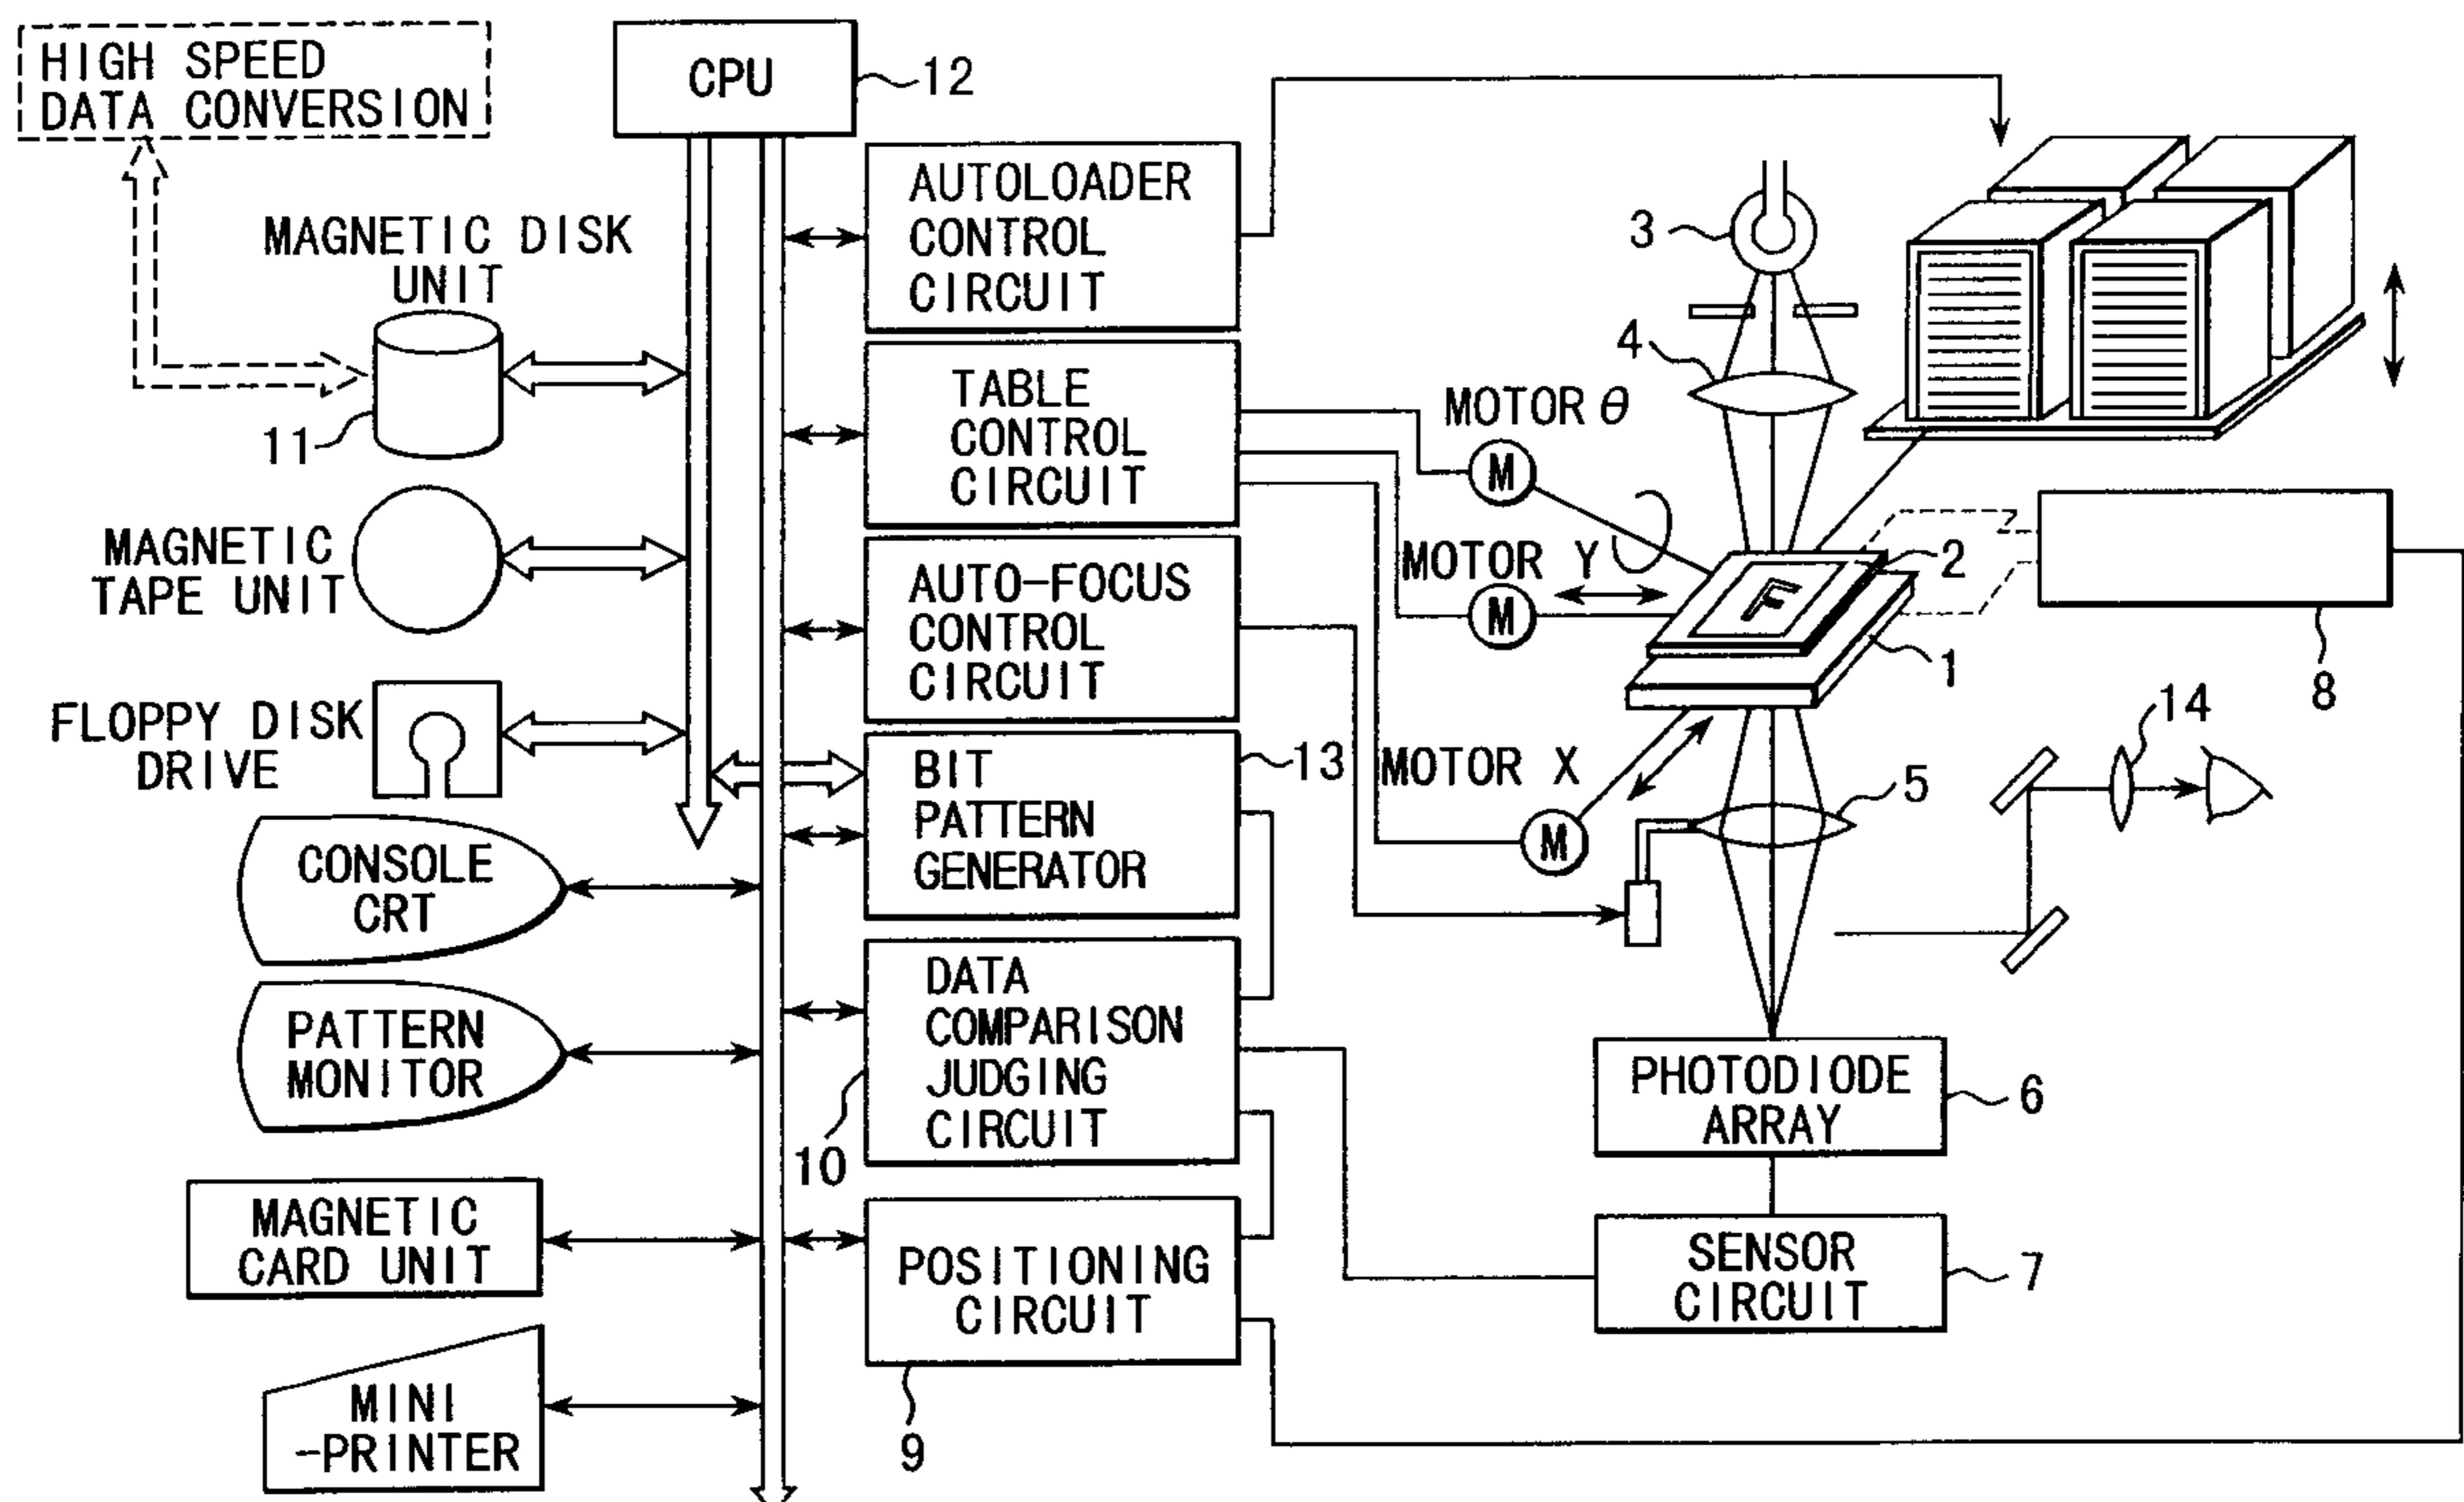 HIGH SPEED
DATA CONVERSION
CPU
12
AUTOLOADER
CONTROL
CIRCUIT
MAGNETIC DISK
UNIT
11
3
4
TABLE
CONTROL
CIRCUIT
MOTOR θ
M
MAGNETIC
TAPE UNIT
AUTO-FOCUS
CONTROL
CIRCUIT
MOTOR Y
M
F
2
1
8
FLOPPY DISK
DRIVE
BIT
PATTERN
GENERATOR
13
MOTOR X
M
5
14
CONSOLE
CRT
DATA
COMPARISON
JUDGING
CIRCUIT
10
PATTERN
MONITOR
PHOTODIODE
ARRAY
6
MAGNETIC
CARD UNIT
POSITIONING
CIRCUIT
9
SENSOR
CIRCUIT
7
MINI
-PRINTER